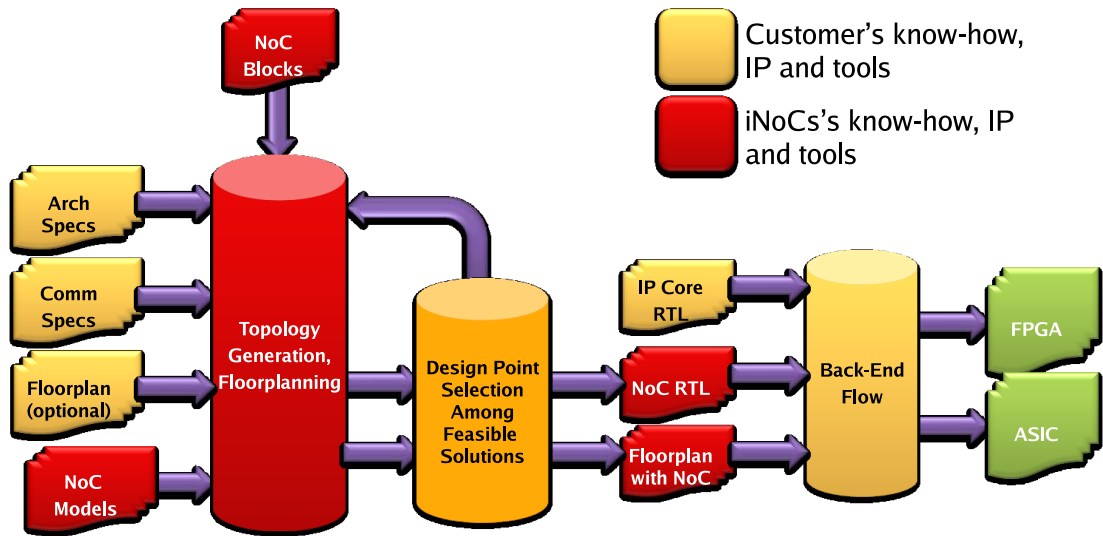 NoC
Blocks
Customer's know-how,
IP and tools
iNoCs's know-how, IP
and tools
Arch
Specs
Comm
Specs
Floorplan
(optional)
NoC
Models
Topology
Generation,
Floorplanning
Design Point
Selection
Among
Feasible
Solutions
IP Core
RTL
NoC RTL
Floorplan
with NoC
Back-End
Flow
FPGA
ASIC